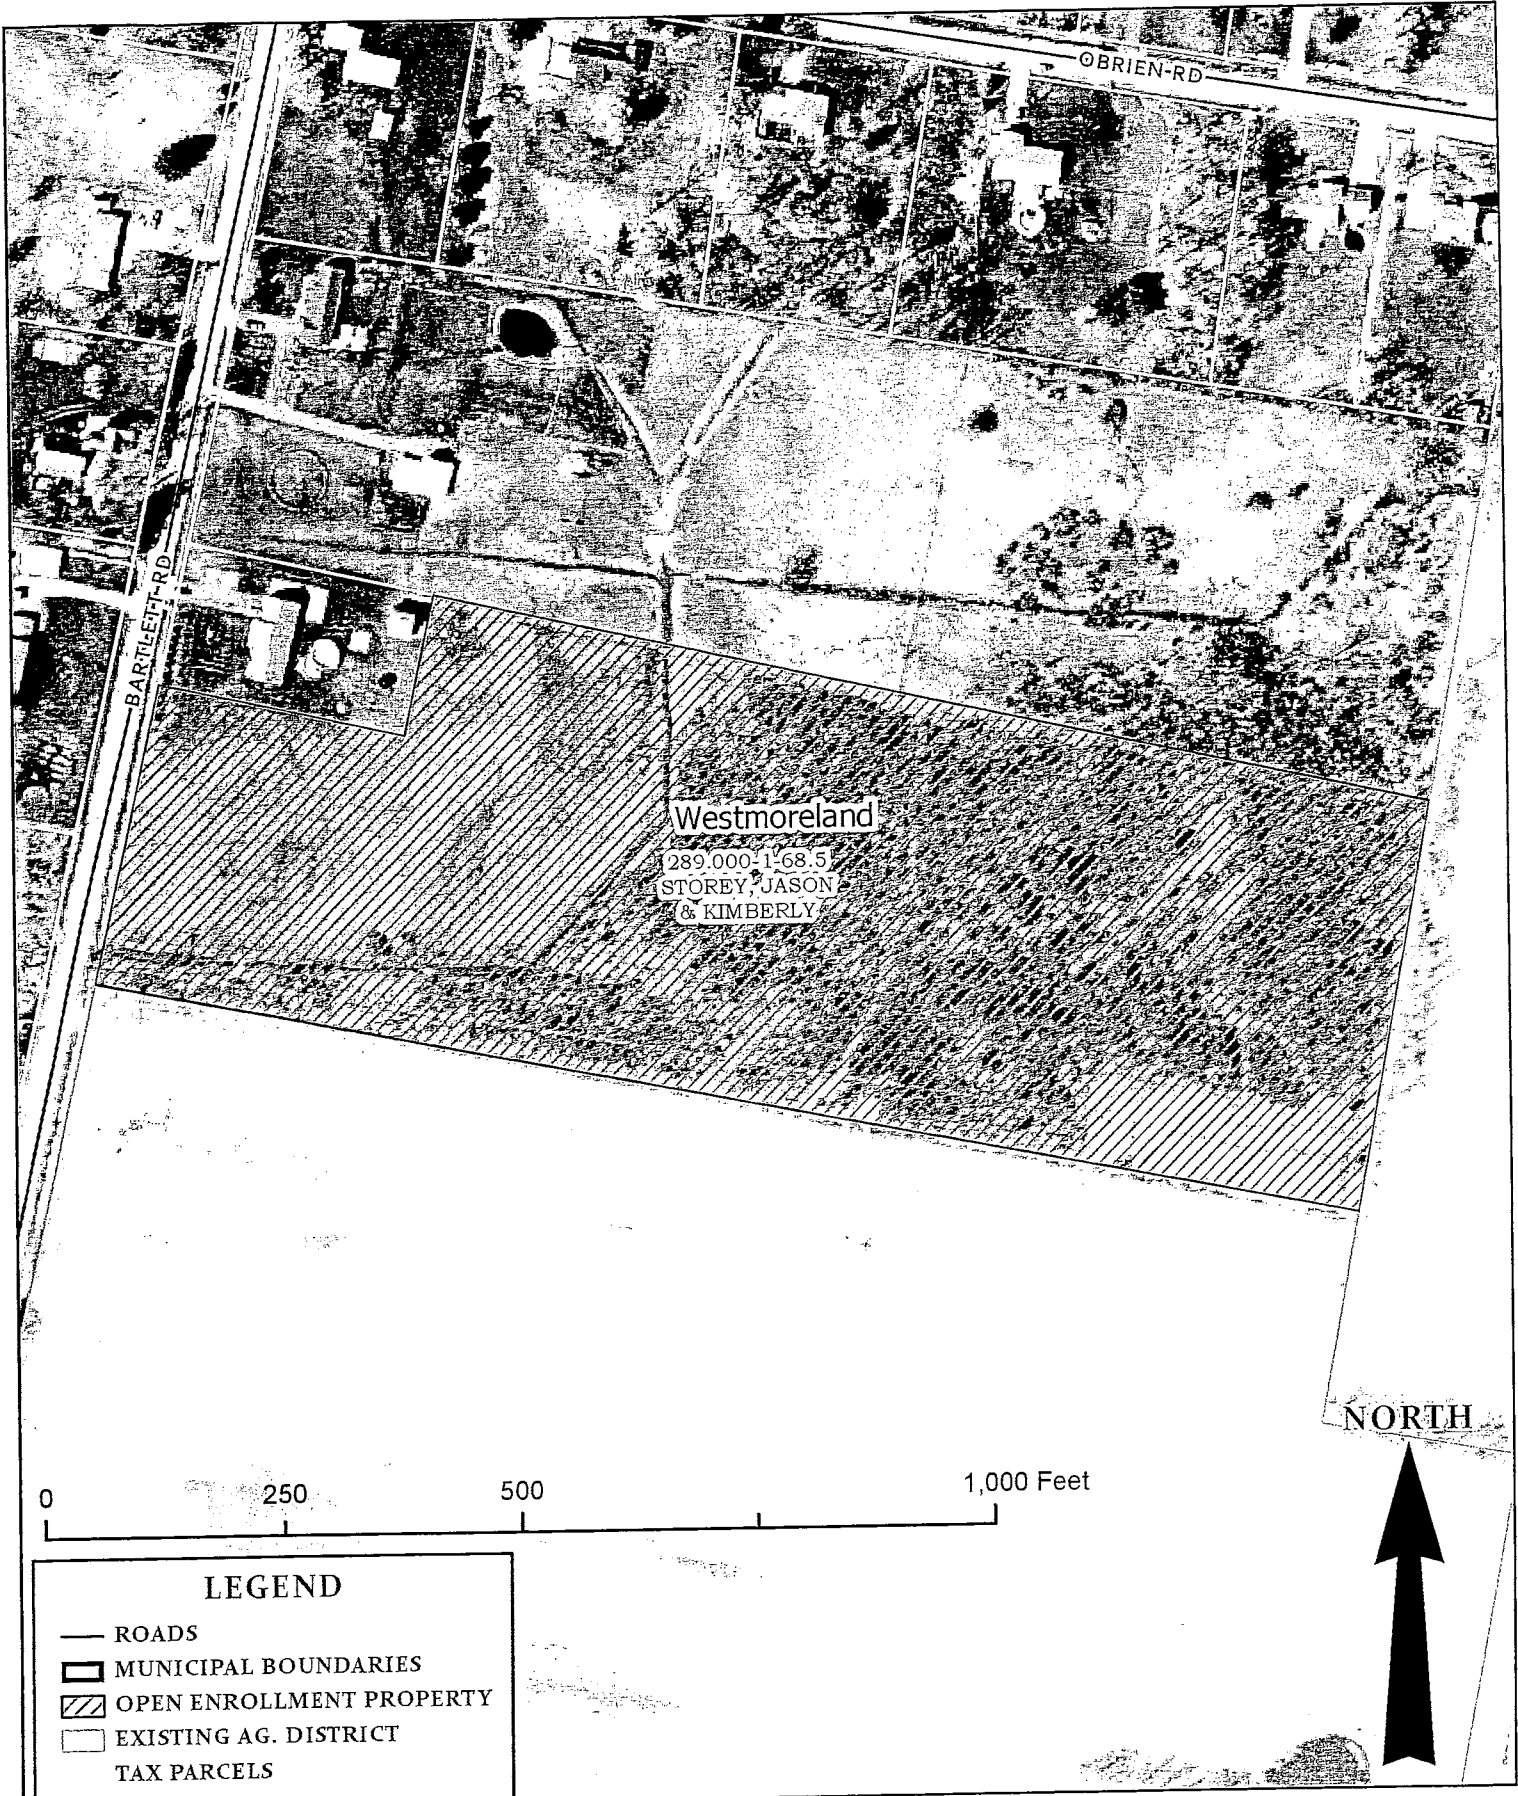 OBRIEN-RD
BARTLETT-RD
Westmoreland
289.000-1-68.5
STOREY, JASON
& KIMBERLY
NORTH
0 250 500 1,000 Feet
LEGEND
ROADS
MUNICIPAL BOUNDARIES
OPEN ENROLLMENT PROPERTY
EXISTING AG. DISTRICT
TAX PARCELS